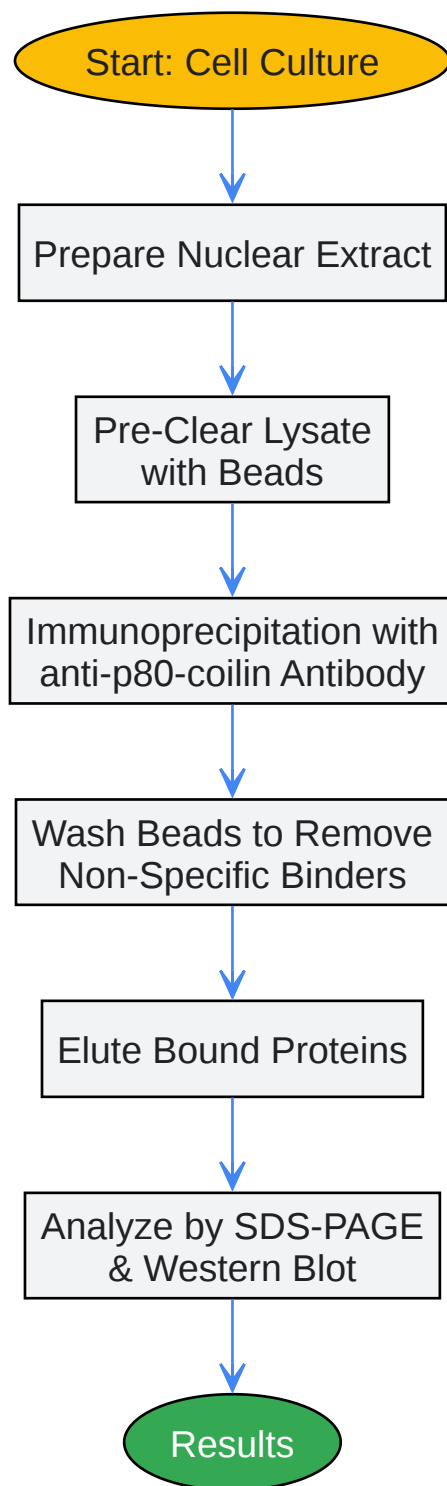 Start: Cell Culture
Prepare Nuclear Extract
Pre-Clear Lysate
with Beads
Immunoprecipitation with
anti-p80-coilin Antibody
Wash Beads to Remove
Non-Specific Binders
Elute Bound Proteins
Analyze by SDS-PAGE
& Western Blot
Results